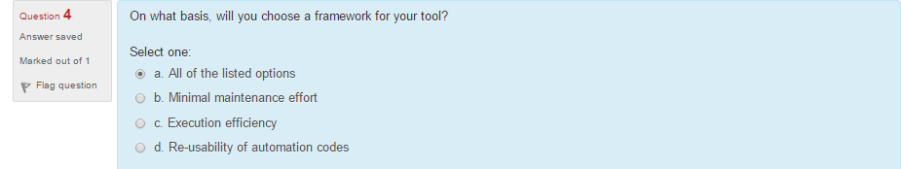 Question 4
Answer saved
Marked out of 1
Flag question
On what basis, will you choose a framework for your tool?
Select one:
a. All of the listed options
b. Minimal maintenance effort
c. Execution efficiency
d. Re-usability of automation codes